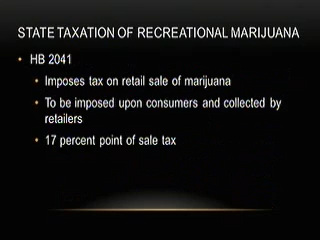 STATE TAXATION OF RECREATIONAL MARIJUANA
• HB 2041
• Imposes tax on retail sale of marijuana
• To be imposed upon consumers and collected by
retailers
• 17 percent point of sale tax